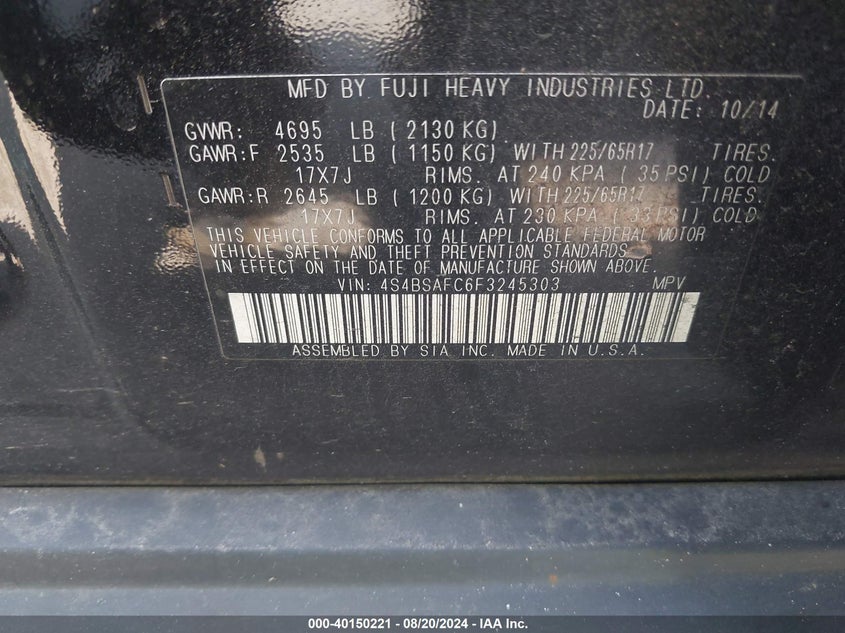 MFD BY FUJI HEAVY INDUSTRIES LTD.
DATE: 10/14
GVWR: 4695 LB (2130 KG)
GAWR:F 2535 LB (1150 KG) WITH 225/65R17 TIRES.
17X7J RIMS. AT 240 KPA (35 PSI) COLD
GAWR:R 2645 LB (1200 KG) WITH 225/65R17 TIRES.
17X7J RIMS. AT 230 KPA (33 PSI) COLD.
THIS VEHICLE CONFORMS TO ALL APPLICABLE FEDERAL MOTOR
VEHICLE SAFETY AND THEFT PREVENTION STANDARDS
IN EFFECT ON THE DATE OF MANUFACTURE SHOWN ABOVE.
VIN: 4S4BSAFC6F3245303 MPV
ASSEMBLED BY SIA INC. MADE IN U.S.A.
000-40150221 - 08/20/2024 - IAA Inc.